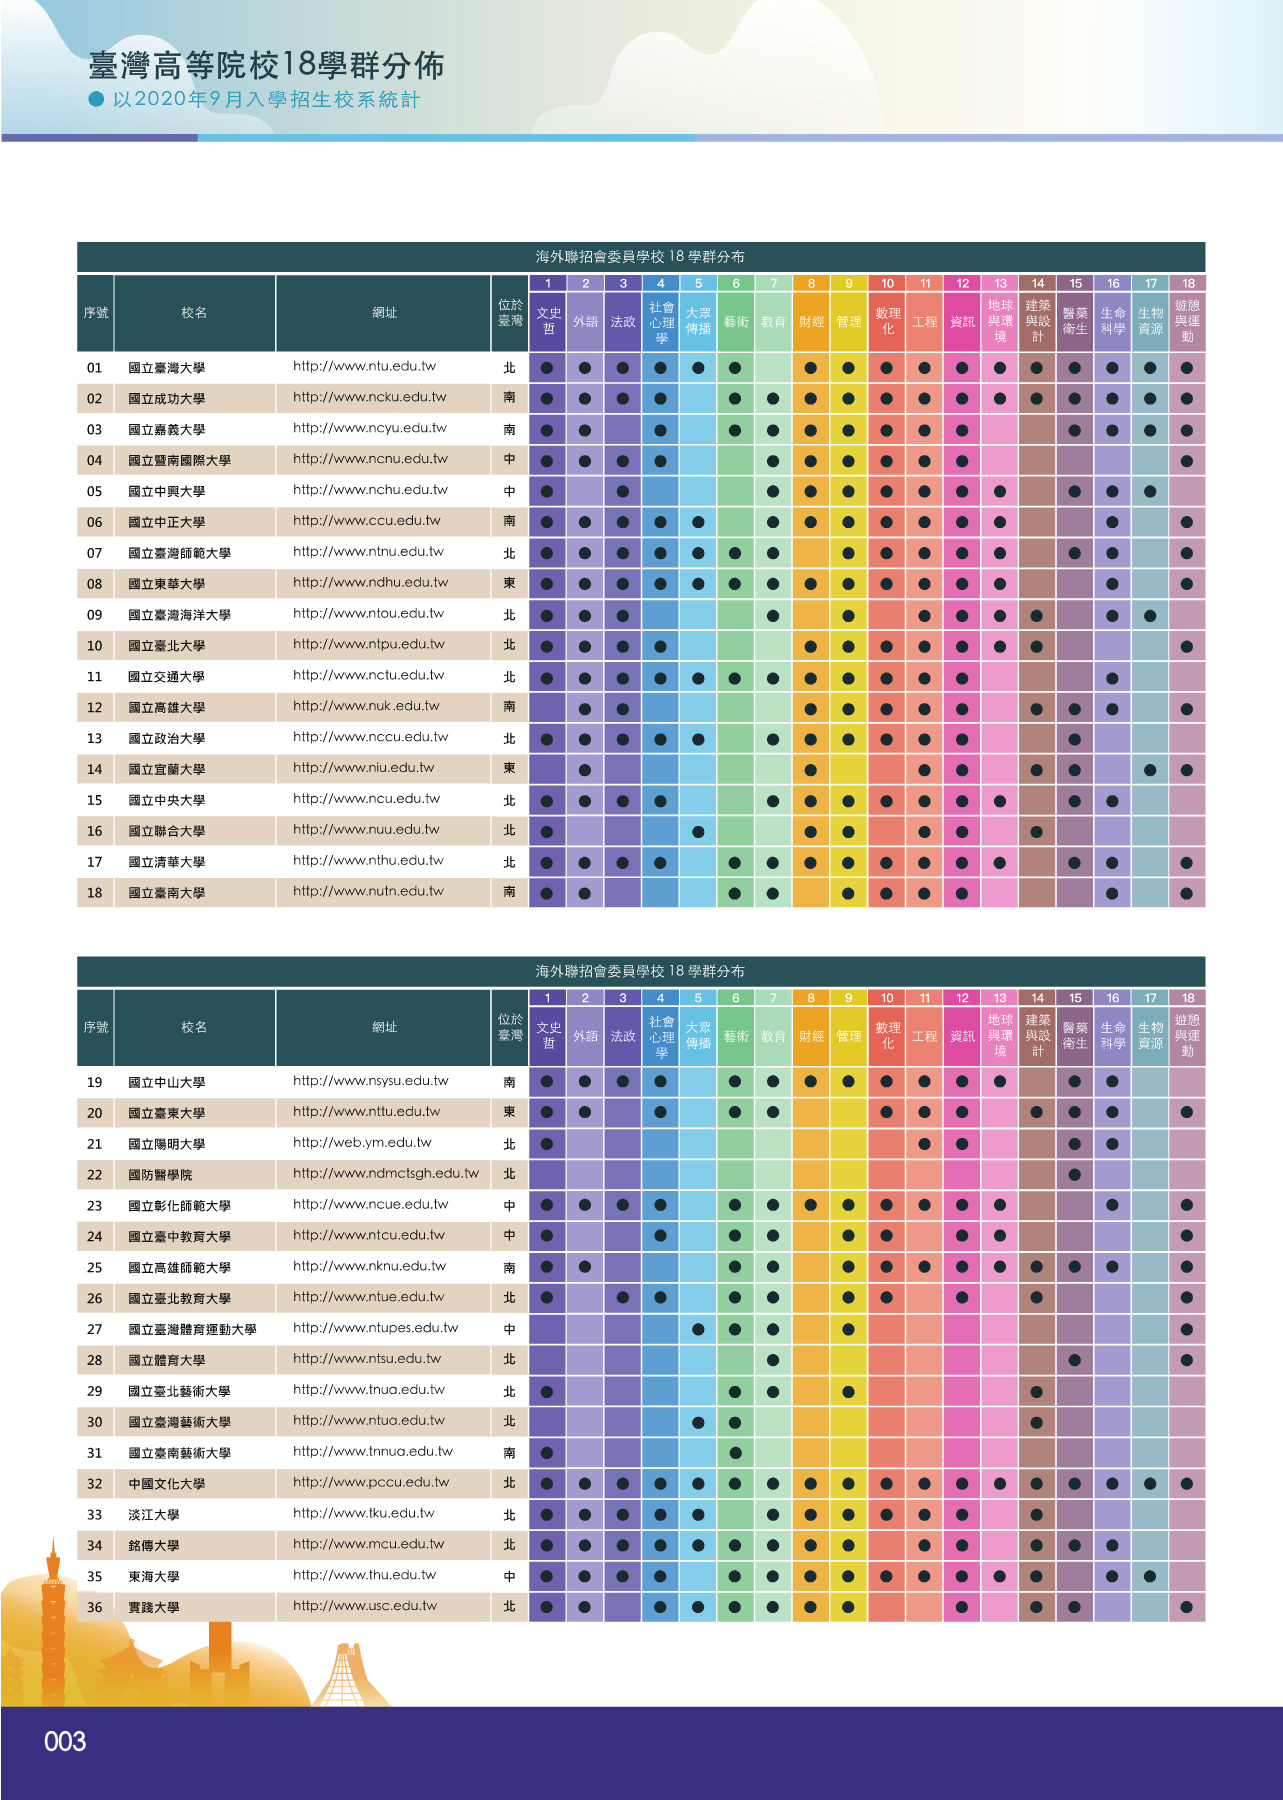 臺灣高等院校18學群分佈
● 以2020年9月入學招生校系統計
海外聯招會委員學校 18 學群分布
序號 校名 網址 位於臺灣 1 文史哲 2 外語 3 法政 4 社會心理學 5 大眾傳播 6 藝術 7 教育 8 財經 9 管理 10 數理化 11 工程 12 資訊 13 地球與環境 14 建築與設計 15 醫藥衛生 16 生命科學 17 生物資源 18 遊憩與運動
01 國立臺灣大學 http://www.ntu.edu.tw 北 ● ● ● ● ● ● ● ● ● ● ● ● ● ● ● ● ●
02 國立成功大學 http://www.ncku.edu.tw 南 ● ● ● ● ● ● ● ● ● ● ● ● ● ● ● ● ●
03 國立嘉義大學 http://www.ncyu.edu.tw 南 ● ● ● ● ● ● ● ● ● ● ● ● ● ●
04 國立暨南國際大學 http://www.ncnu.edu.tw 中 ● ● ● ● ● ● ● ● ● ● ●
05 國立中興大學 http://www.nchu.edu.tw 中 ● ● ● ● ● ● ● ● ● ● ● ●
06 國立中正大學 http://www.ccu.edu.tw 南 ● ● ● ● ● ● ● ● ● ● ● ● ● ●
07 國立臺灣師範大學 http://www.ntnu.edu.tw 北 ● ● ● ● ● ● ● ● ● ● ● ● ● ● ●
08 國立東華大學 http://www.ndhu.edu.tw 東 ● ● ● ● ● ● ● ● ● ● ● ● ● ● ●
09 國立臺灣海洋大學 http://www.ntou.edu.tw 北 ● ● ● ● ● ● ● ● ● ● ●
10 國立臺北大學 http://www.ntpu.edu.tw 北 ● ● ● ● ● ● ● ● ● ● ● ●
11 國立交通大學 http://www.nctu.edu.tw 北 ● ● ● ● ● ● ● ● ● ● ● ● ●
12 國立高雄大學 http://www.nuk.edu.tw 南 ● ● ● ● ● ● ● ● ● ● ●
13 國立政治大學 http://www.nccu.edu.tw 北 ● ● ● ● ● ● ● ● ● ● ● ●
14 國立宜蘭大學 http://www.niu.edu.tw 東 ● ● ● ● ● ● ● ●
15 國立中央大學 http://www.ncu.edu.tw 北 ● ● ● ● ● ● ● ● ● ● ● ● ●
16 國立聯合大學 http://www.nuu.edu.tw 北 ● ● ● ● ● ● ●
17 國立清華大學 http://www.nthu.edu.tw 北 ● ● ● ● ● ● ● ● ● ● ● ● ● ● ●
18 國立臺南大學 http://www.nutn.edu.tw 南 ● ● ● ● ● ● ● ● ● ●
海外聯招會委員學校 18 學群分布
序號 校名 網址 位於臺灣 1 文史哲 2 外語 3 法政 4 社會心理學 5 大眾傳播 6 藝術 7 教育 8 財經 9 管理 10 數理化 11 工程 12 資訊 13 地球與環境 14 建築與設計 15 醫藥衛生 16 生命科學 17 生物資源 18 遊憩與運動
19 國立中山大學 http://www.nsysu.edu.tw 南 ● ● ● ● ● ● ● ● ● ● ● ● ● ●
20 國立臺東大學 http://www.nttu.edu.tw 東 ● ● ● ● ● ● ● ● ● ● ● ●
21 國立陽明大學 http://web.ym.edu.tw 北 ● ● ● ● ●
22 國防醫學院 http://www.ndmctsgh.edu.tw 北 ●
23 國立彰化師範大學 http://www.ncue.edu.tw 中 ● ● ● ● ● ● ● ● ● ● ● ● ● ●
24 國立臺中教育大學 http://www.ntcu.edu.tw 中 ● ● ● ● ● ● ● ● ●
25 國立高雄師範大學 http://www.nknu.edu.tw 南 ● ● ● ● ● ● ● ● ● ● ● ● ●
26 國立臺北教育大學 http://www.ntue.edu.tw 北 ● ● ● ● ● ● ● ● ● ●
27 國立臺灣體育運動大學 http://www.ntupes.edu.tw 中 ● ● ● ● ●
28 國立體育大學 http://www.ntsu.edu.tw 北 ● ● ●
29 國立臺北藝術大學 http://www.tnua.edu.tw 北 ● ● ● ● ●
30 國立臺灣藝術大學 http://www.ntua.edu.tw 北 ● ● ●
31 國立臺南藝術大學 http://www.tnnua.edu.tw 南 ● ●
32 中國文化大學 http://www.pccu.edu.tw 北 ● ● ● ● ● ● ● ● ● ● ● ● ● ● ● ● ● ●
33 淡江大學 http://www.tku.edu.tw 北 ● ● ● ● ● ● ● ● ● ● ● ●
34 銘傳大學 http://www.mcu.edu.tw 北 ● ● ● ● ● ● ● ● ● ● ● ● ● ●
35 東海大學 http://www.thu.edu.tw 中 ● ● ● ● ● ● ● ● ● ● ● ● ● ● ●
36 實踐大學 http://www.usc.edu.tw 北 ● ● ● ● ● ● ● ● ● ● ● ●
003